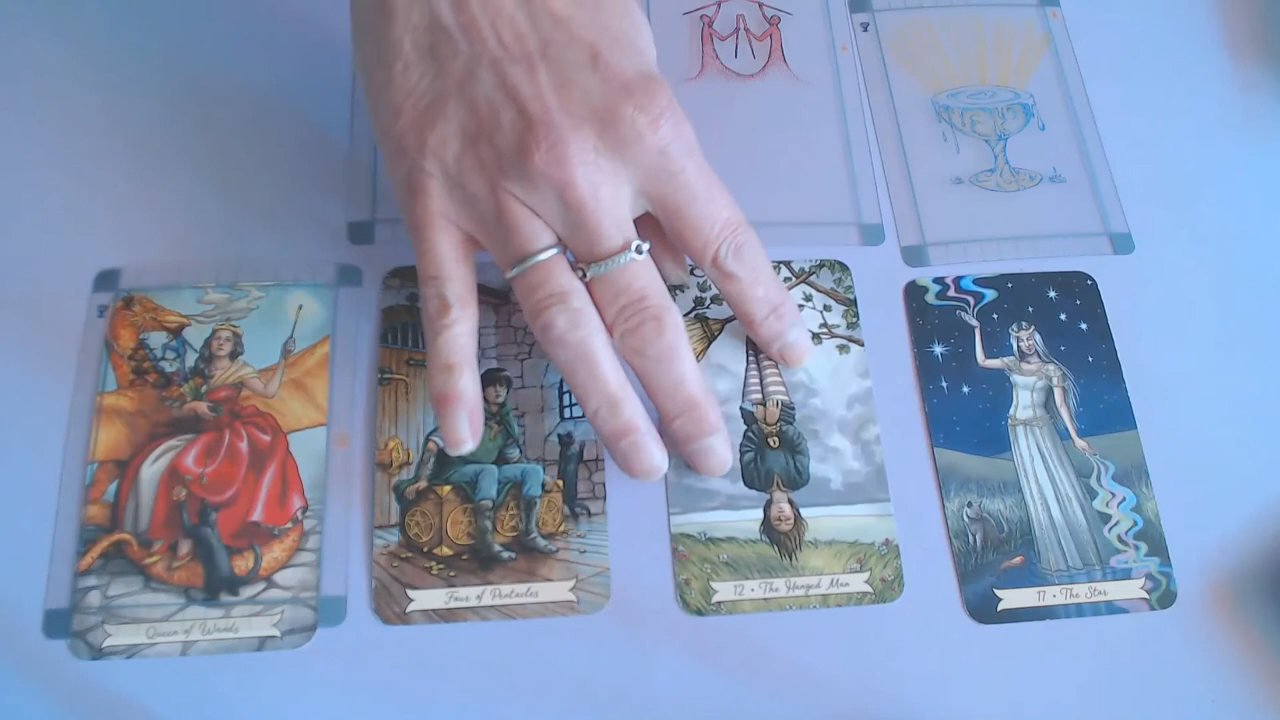 Queen of Wands
Four of Pentacles
12 • The Hanged Man
17 • The Star